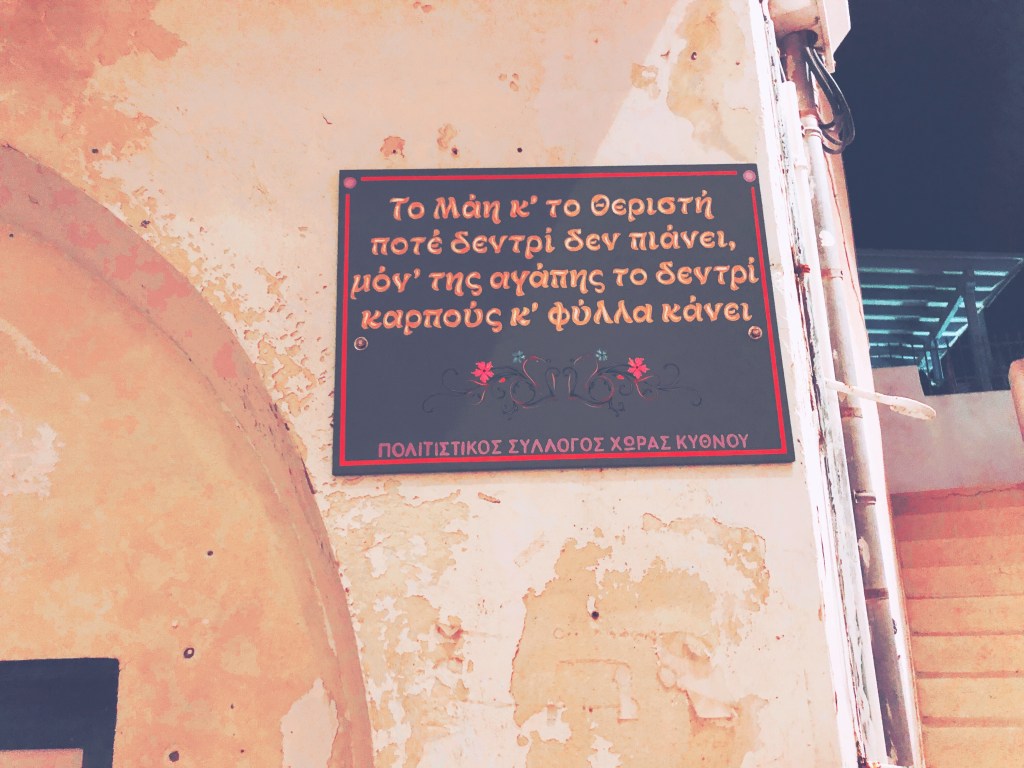 Το Μάη κ' το Θεριστή
ποτέ δεντρί δεν πιάνει,
μόν' της αγάπης το δεντρί
καρπούς κ' φύλλα κάνει
ΠΟΛΙΤΙΣΤΙΚΟΣ ΣΥΛΛΟΓΟΣ ΧΩΡΑΣ ΚΥΘΝΟΥ